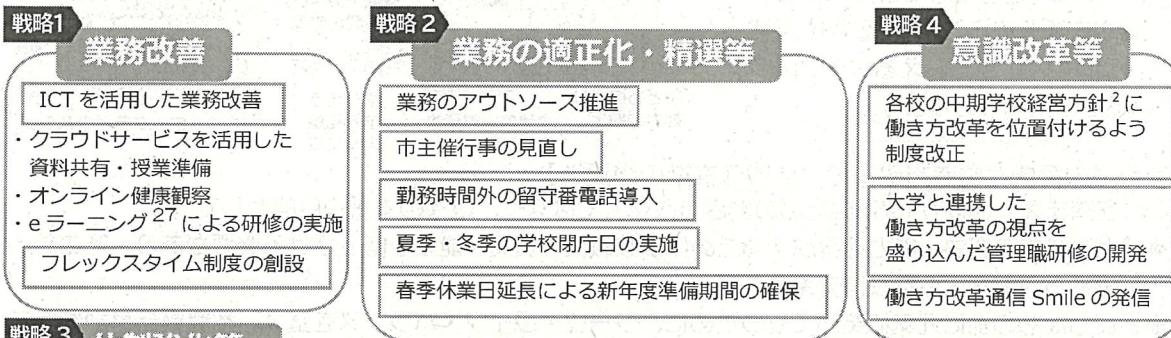 戦略1
業務改善
ICTを活用した業務改善
・クラウドサービスを活用した
資料共有・授業準備
・オンライン健康観察
・eラーニング27による研修の実施
フレックスタイム制度の創設
戦略2
業務の適正化・精選等
業務のアウトソース推進
市主催行事の見直し
勤務時間外の留守番電話導入
夏季・冬季の学校閉庁日の実施
春季休業日延長による新年度準備期間の確保
戦略4
意識改革等
各校の中期学校経営方針2に
働き方改革を位置付けるよう
制度改正
大学と連携した
働き方改革の視点を
盛り込んだ管理職研修の開発
働き方改革通信Smileの発信
戦略3